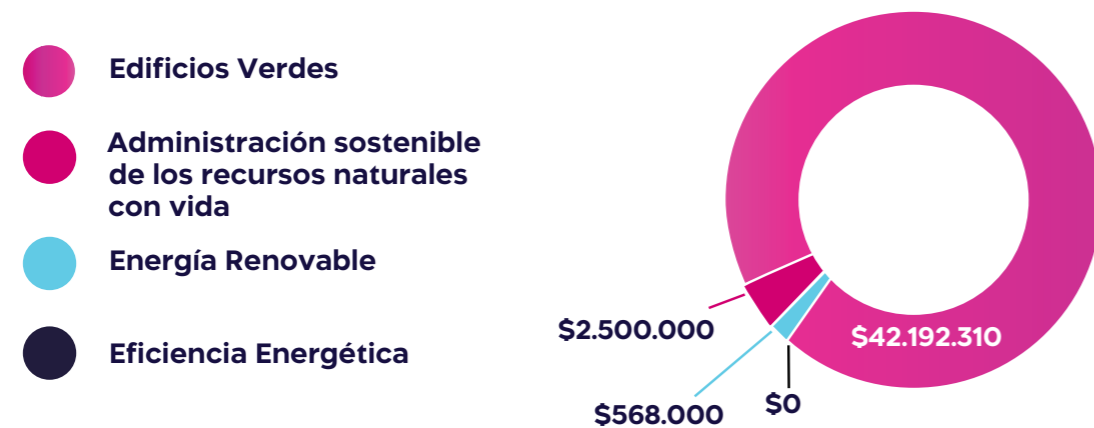 Edificios Verdes
Administración sostenible
de los recursos naturales
con vida
Energía Renovable
Eficiencia Energética
$2.500.000
$42.192.310
$568.000
$0